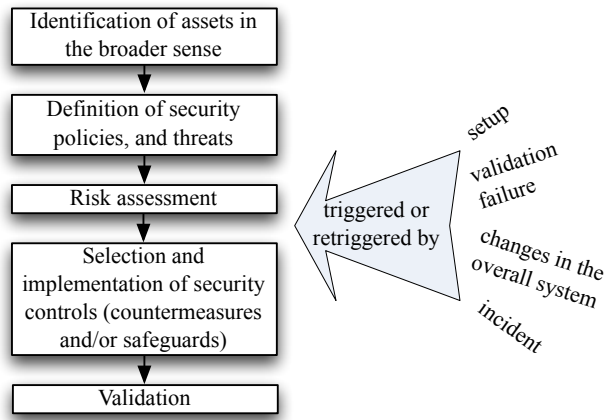 Identification of assets in
the broader sense
Definition of security
policies, and threats
Risk assessment
Selection and
implementation of security
controls (countermeasures
and/or safeguards)
Validation
triggered or
retriggered by
setup
validation
failure
changes in the
overall system
incident